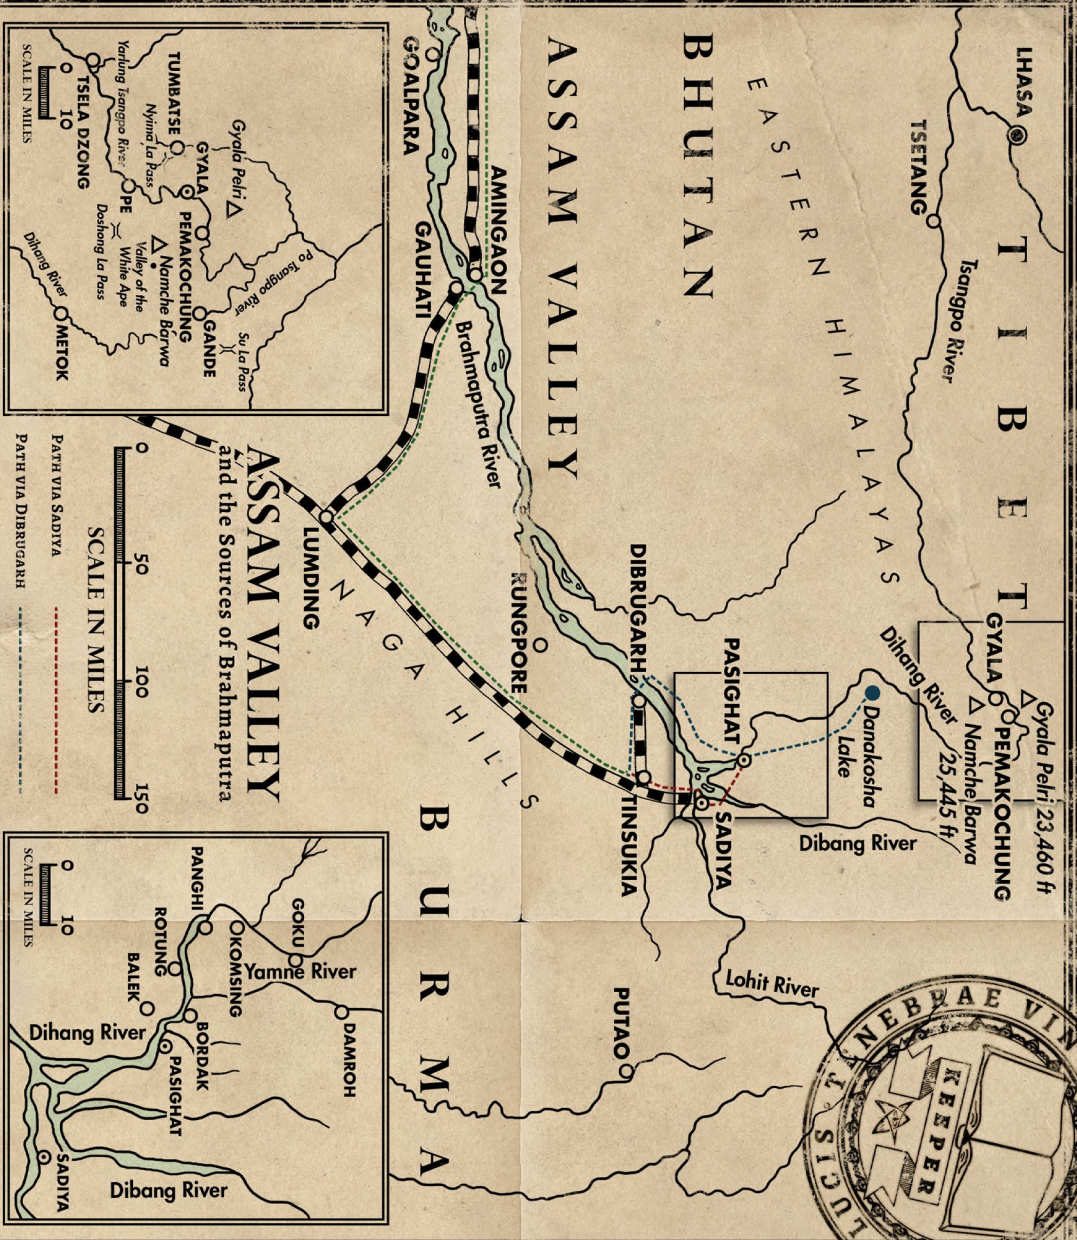 LHASA
TSETANG
Tsangpo River
TIBET
BHUTAN
EASTERN HIMALAYAS
ASSAM VALLEY
GOALPARA
AMINGAON
GAUHATI
Brahmaputra River
LUMDING
NAGA HILLS
RUNGPORE
DIBRUGARH
TINSUKIA
SADIYA
PASIGHAT
Danakosha
Lake
Dihang River
GYALA
PEMAKOCHUNG
Gyala Pelri 23,460 ft
Namche Barwa
25,445 ft
Dibang River
Lohit River
PUTAO
BURMA
TENEBRAE VIN
LUCIS
KEEPER
ASSAM VALLEY
and the Sources of Brahmaputra
0 50 100 150
SCALE IN MILES
PATH VIA SADIYA
PATH VIA DIBRUGARH
Po Tsangpo River
Su La Pass
Gyala Pelri
GYALA
PEMAKOCHUNG
GANDE
TUMBATSE
Nyima La Pass
Namche Barwa
Valley of the
White Ape
Yarlung Tsangpo River
PE
Doshong La Pass
TSELA DZONG
Dihang River
METOK
0 10
SCALE IN MILES
DAMROH
GOKU
Yamne River
KOMSING
PANGHI
ROTUNG
BORDAK
BALEK
PASIGHAT
Dihang River
Dibang River
SADIYA
0 10
SCALE IN MILES